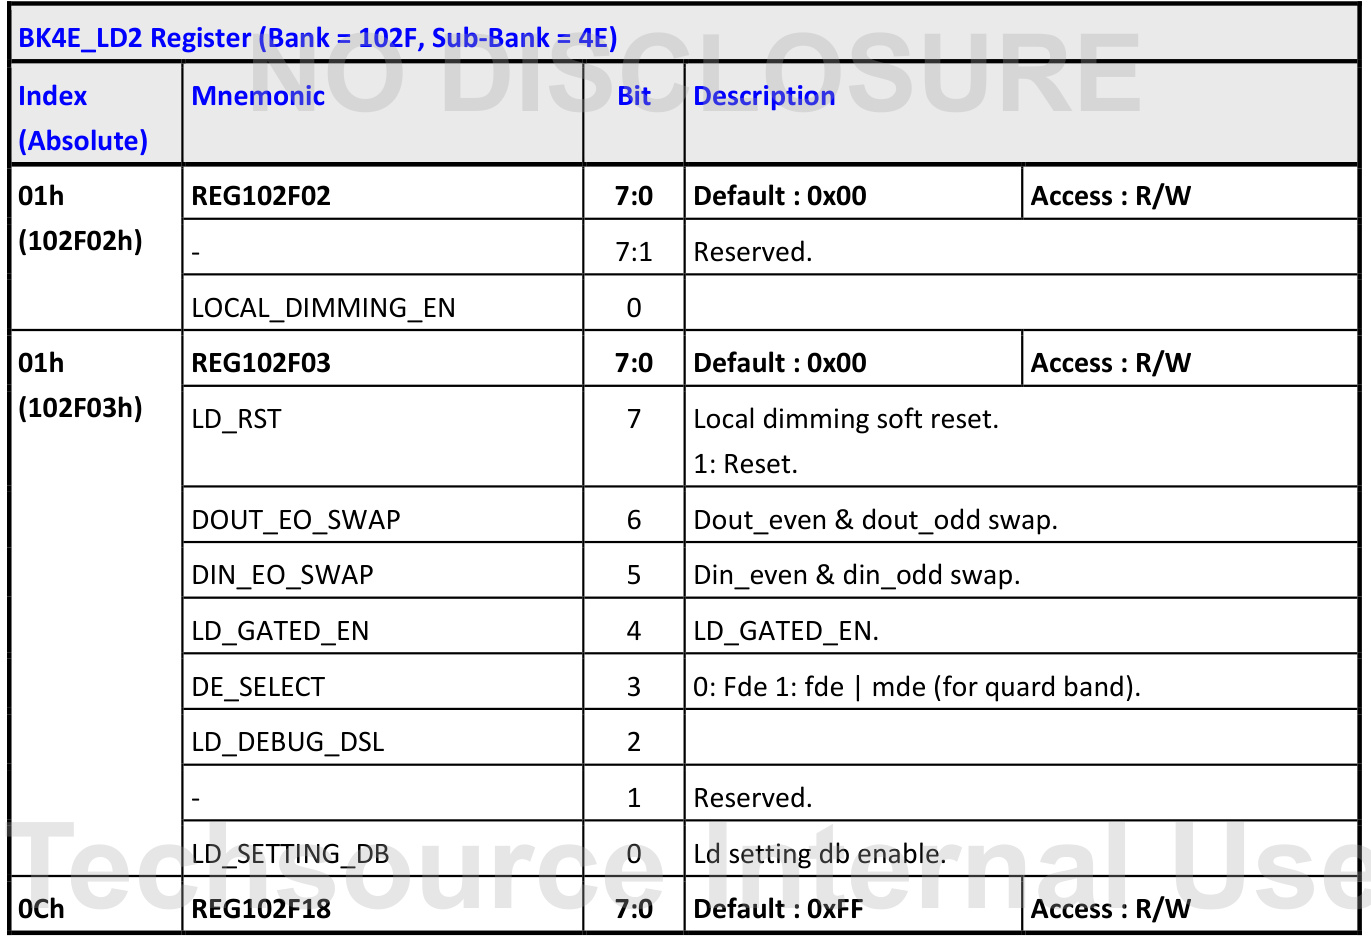 BK4E_LD2 Register (Bank = 102F, Sub-Bank = 4E)
NO DISCLOSURE
Index (Absolute) Mnemonic Bit Description
01h (102F02h) REG102F02 7:0 Default : 0x00 Access : R/W
- 7:1 Reserved.
LOCAL_DIMMING_EN 0
01h (102F03h) REG102F03 7:0 Default : 0x00 Access : R/W
LD_RST 7 Local dimming soft reset.
1: Reset.
DOUT_EO_SWAP 6 Dout_even & dout_odd swap.
DIN_EO_SWAP 5 Din_even & din_odd swap.
LD_GATED_EN 4 LD_GATED_EN.
DE_SELECT 3 0: Fde 1: fde | mde (for quard band).
LD_DEBUG_DSL 2
- 1 Reserved.
LD_SETTING_DB 0 Ld setting db enable.
Techsource Internal Use
0Ch REG102F18 7:0 Default : 0xFF Access : R/W